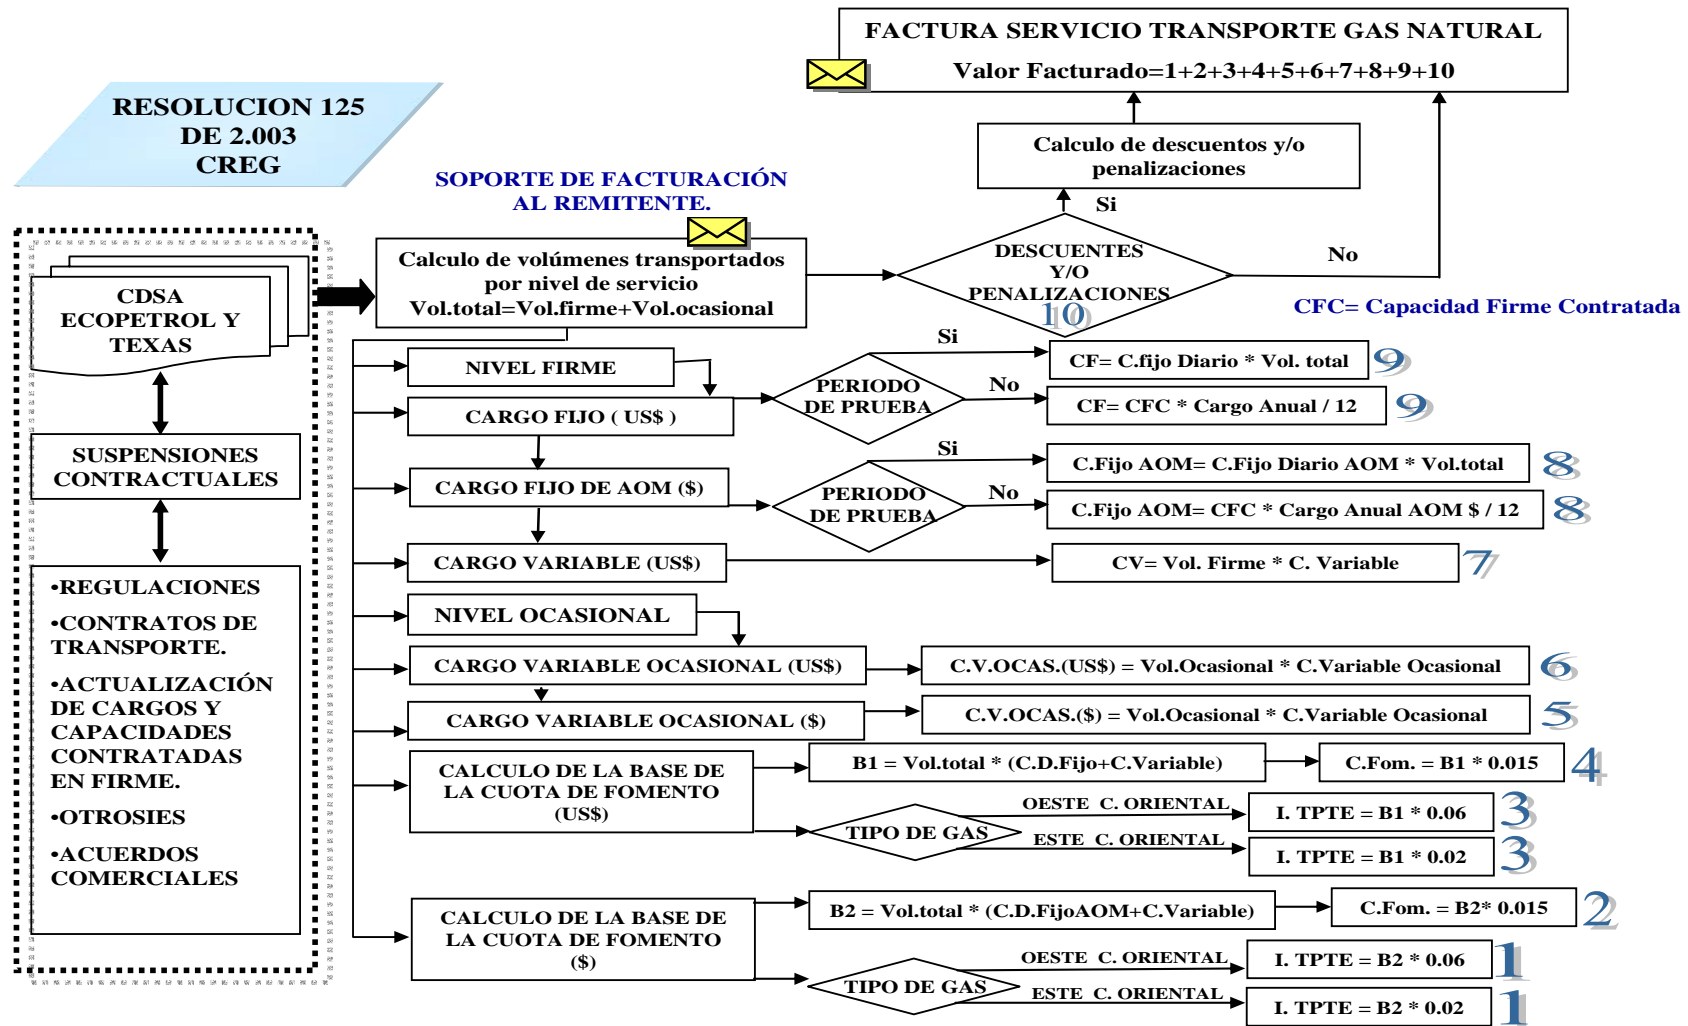 FACTURA SERVICIO TRANSPORTE GAS NATURAL
Valor Facturado=1+2+3+4+5+6+7+8+9+10
RESOLUCION 125
DE 2.003
CREG
Calculo de descuentos y/o
penalizaciones
SOPORTE DE FACTURACIÓN
AL REMITENTE.
Si
No
CDSA
ECOPETROL Y
TEXAS
Calculo de volúmenes transportados
por nivel de servicio
Vol.total=Vol.firme+Vol.ocasional
DESCUENTES
Y/O
PENALIZACIONES
10
CFC= Capacidad Firme Contratada
SUSPENSIONES
CONTRACTUALES
•REGULACIONES
•CONTRATOS DE
TRANSPORTE.
•ACTUALIZACIÓN
DE CARGOS Y
CAPACIDADES
CONTRATADAS
EN FIRME.
•OTROSIES
•ACUERDOS
COMERCIALES
NIVEL FIRME
CARGO FIJO ( US$ )
PERIODO
DE PRUEBA
Si
CF= C.fijo Diario * Vol. total
9
No
CF= CFC * Cargo Anual / 12
9
CARGO FIJO DE AOM ($)
PERIODO
DE PRUEBA
Si
C.Fijo AOM= C.Fijo Diario AOM * Vol.total
8
No
C.Fijo AOM= CFC * Cargo Anual AOM $ / 12
8
CARGO VARIABLE (US$)
CV= Vol. Firme * C. Variable
7
NIVEL OCASIONAL
CARGO VARIABLE OCASIONAL (US$)
C.V.OCAS.(US$) = Vol.Ocasional * C.Variable Ocasional
6
CARGO VARIABLE OCASIONAL ($)
C.V.OCAS.($) = Vol.Ocasional * C.Variable Ocasional
5
CALCULO DE LA BASE DE
LA CUOTA DE FOMENTO
(US$)
B1 = Vol.total * (C.D.Fijo+C.Variable)
C.Fom. = B1 * 0.015
4
TIPO DE GAS
OESTE C. ORIENTAL
I. TPTE = B1 * 0.06
3
ESTE C. ORIENTAL
I. TPTE = B1 * 0.02
3
CALCULO DE LA BASE DE
LA CUOTA DE FOMENTO
($)
B2 = Vol.total * (C.D.FijoAOM+C.Variable)
C.Fom. = B2* 0.015
2
TIPO DE GAS
OESTE C. ORIENTAL
I. TPTE = B2 * 0.06
1
ESTE C. ORIENTAL
I. TPTE = B2 * 0.02
1